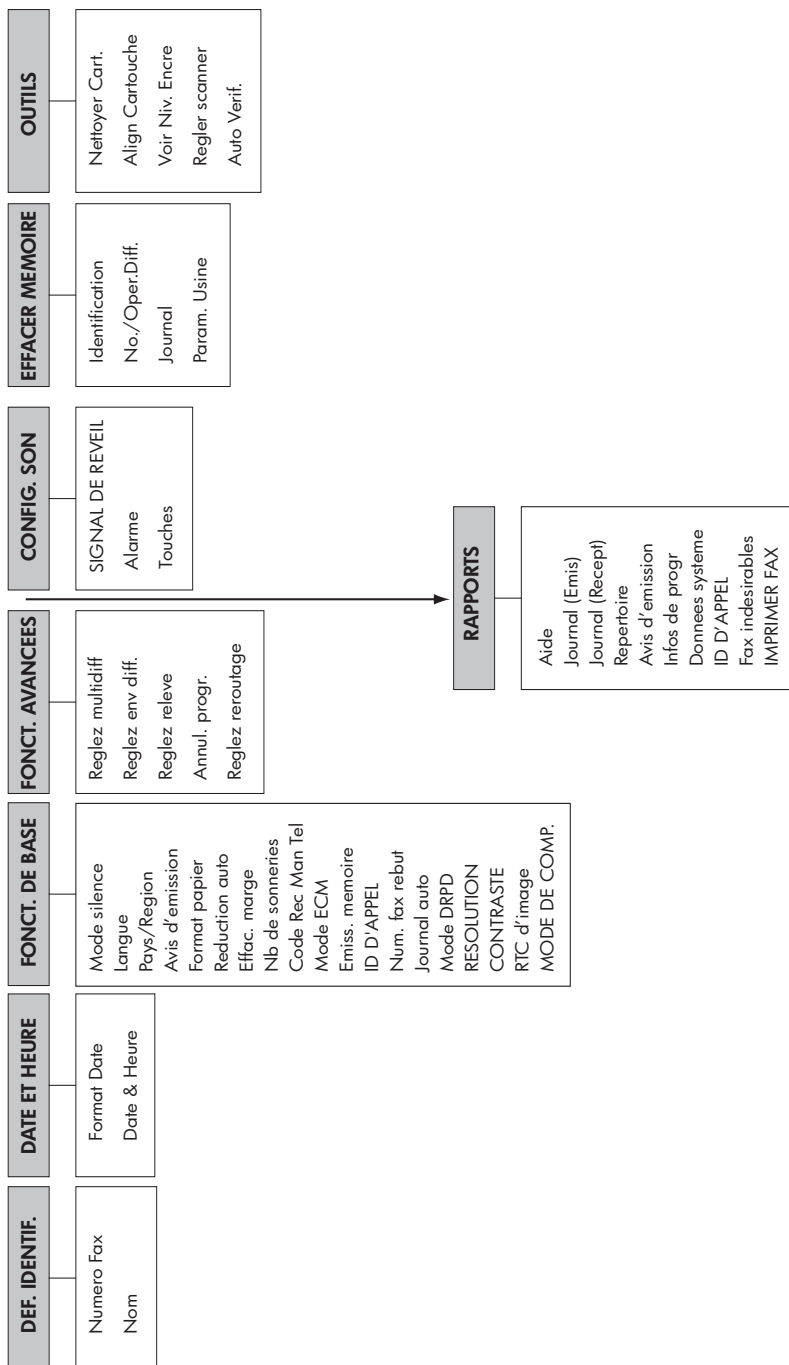 DEF. IDENTIF.
Numero Fax
Nom
DATE ET HEURE
Format Date
Date & Heure
FONCT. DE BASE
Mode silence
Langue
Pays/Region
Avis d'emission
Format papier
Reduction auto
Effac. marge
Nb de sonneries
Code Rec Man Tel
Mode ECM
Emiss. memoire
ID D'APPEL
Num. fax rebut
Journal auto
Mode DRPD
RESOLUTION
CONTRASTE
RTC d'image
MODE DE COMP.
FONCT. AVANCEES
Reglez multidiff
Reglez env diff.
Reglez releve
Annul. progr.
Reglez reroutage
CONFIG. SON
SIGNAL DE REVEIL
Alarme
Touches
EFFACER MEMOIRE
Identification
No./Oper.Diff.
Journal
Param. Usine
OUTILS
Nettoyer Cart.
Align Cartouche
Voir Niv. Encre
Regler scanner
Auto Verif.
RAPPORTS
Aide
Journal (Emis)
Journal (Recept)
Repertoire
Avis d'emission
Infos de progr
Donnees systeme
ID D'APPEL
Fax indesirables
IMPRIMER FAX